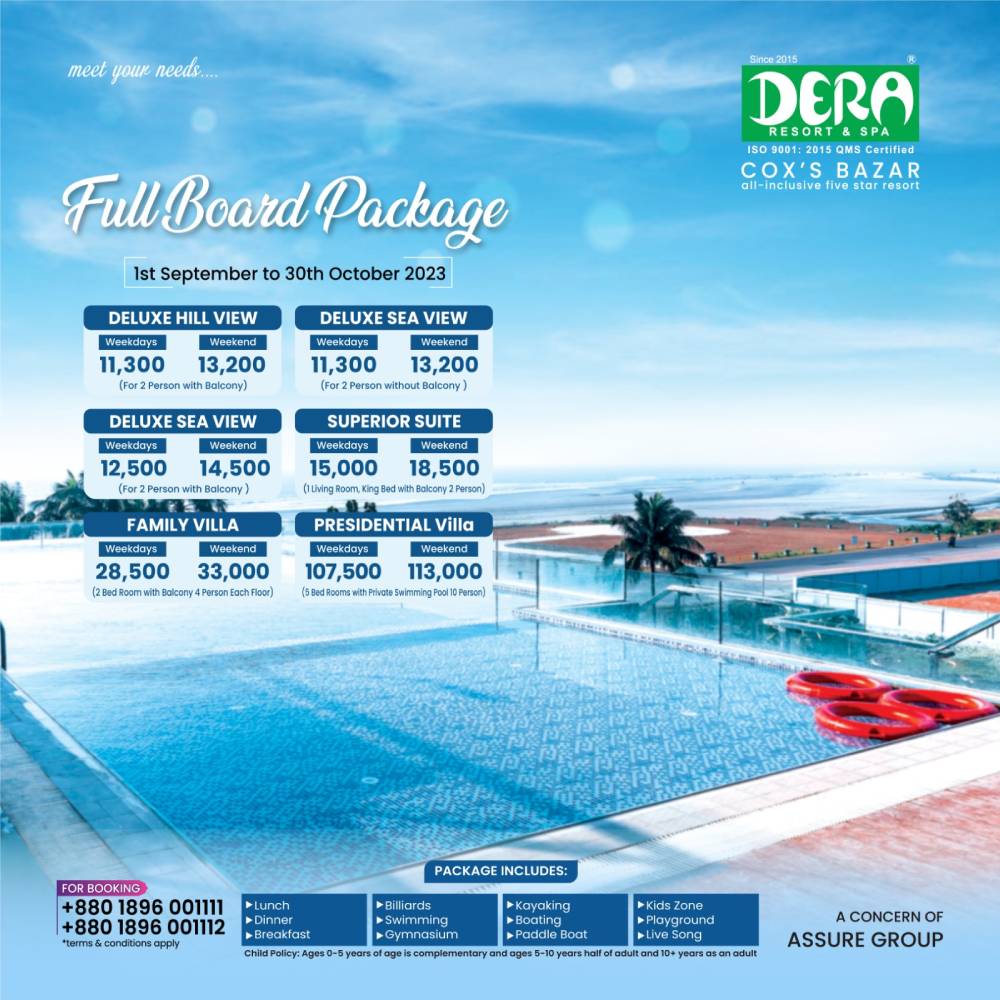 meet your needs....
Since 2015
®
DERA
RESORT & SPA
ISO 9001: 2015 QMS Certified
COX'S BAZAR
all-inclusive five star resort
Full Board Package
1st September to 30th October 2023
DELUXE HILL VIEW
Weekdays Weekend
11,300 13,200
(For 2 Person with Balcony)
DELUXE SEA VIEW
Weekdays Weekend
11,300 13,200
(For 2 Person without Balcony )
DELUXE SEA VIEW
Weekdays Weekend
12,500 14,500
(For 2 Person with Balcony )
SUPERIOR SUITE
Weekdays Weekend
15,000 18,500
(1 Living Room, King Bed with Balcony 2 Person)
FAMILY VILLA
Weekdays Weekend
28,500 33,000
(2 Bed Room with Balcony 4 Person Each Floor)
PRESIDENTIAL Villa
Weekdays Weekend
107,500 113,000
(5 Bed Rooms with Private Swimming Pool 10 Person)
FOR BOOKING
+880 1896 001111
+880 1896 001112
*terms & conditions apply
PACKAGE INCLUDES:
Lunch
Dinner
Breakfast
Billiards
Swimming
Gymnasium
Kayaking
Boating
Paddle Boat
Kids Zone
Playground
Live Song
Child Policy: Ages 0-5 years of age is complementary and ages 5-10 years half of adult and 10+ years as an adult
A CONCERN OF
ASSURE GROUP